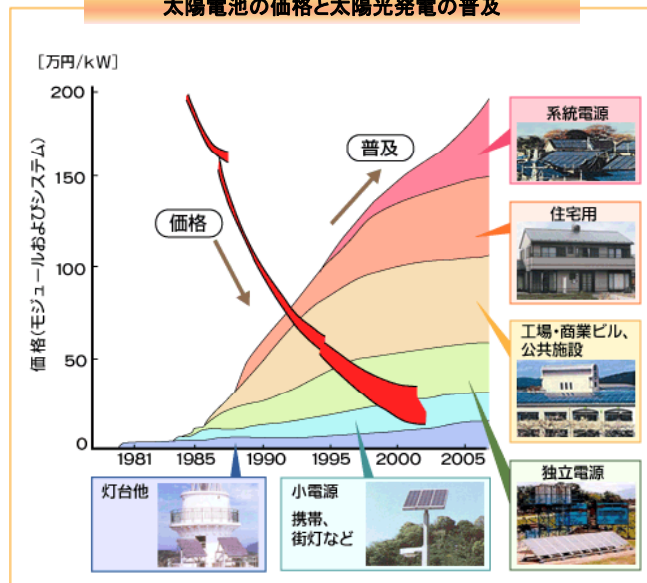 太陽電池の価格と太陽光発電の普及
[万円/kW]
200
150
100
50
0
価格(モジュールおよびシステム)
普及
価格
1981
1985
1990
1995
2000
2005
系統電源
住宅用
工場・商業ビル、
公共施設
独立電源
灯台他
小電源
携帯、
街灯など